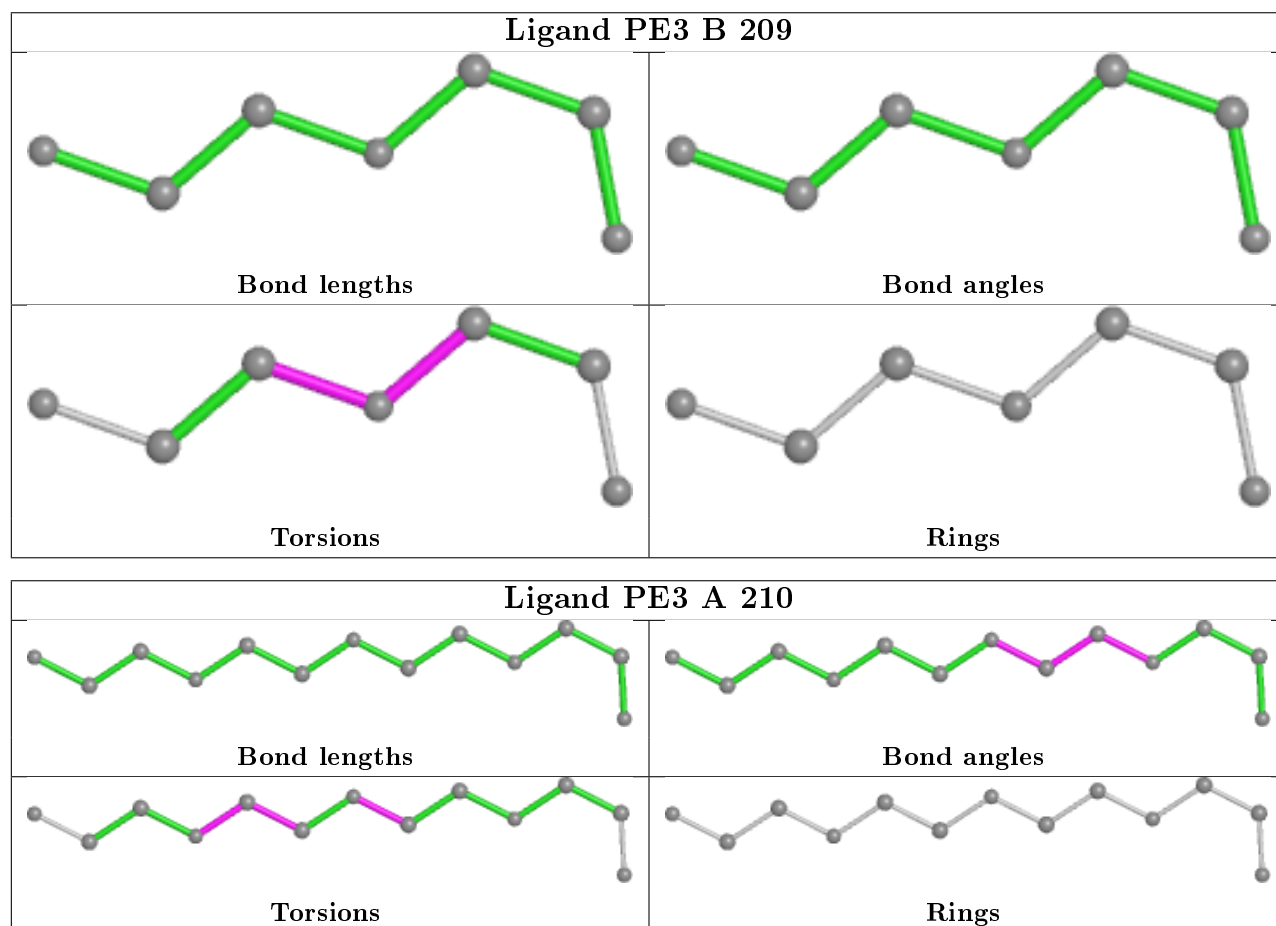 Ligand PE3 B 209
Bond lengths
Bond angles
Torsions
Rings
Ligand PE3 A 210
Bond lengths
Bond angles
Torsions
Rings